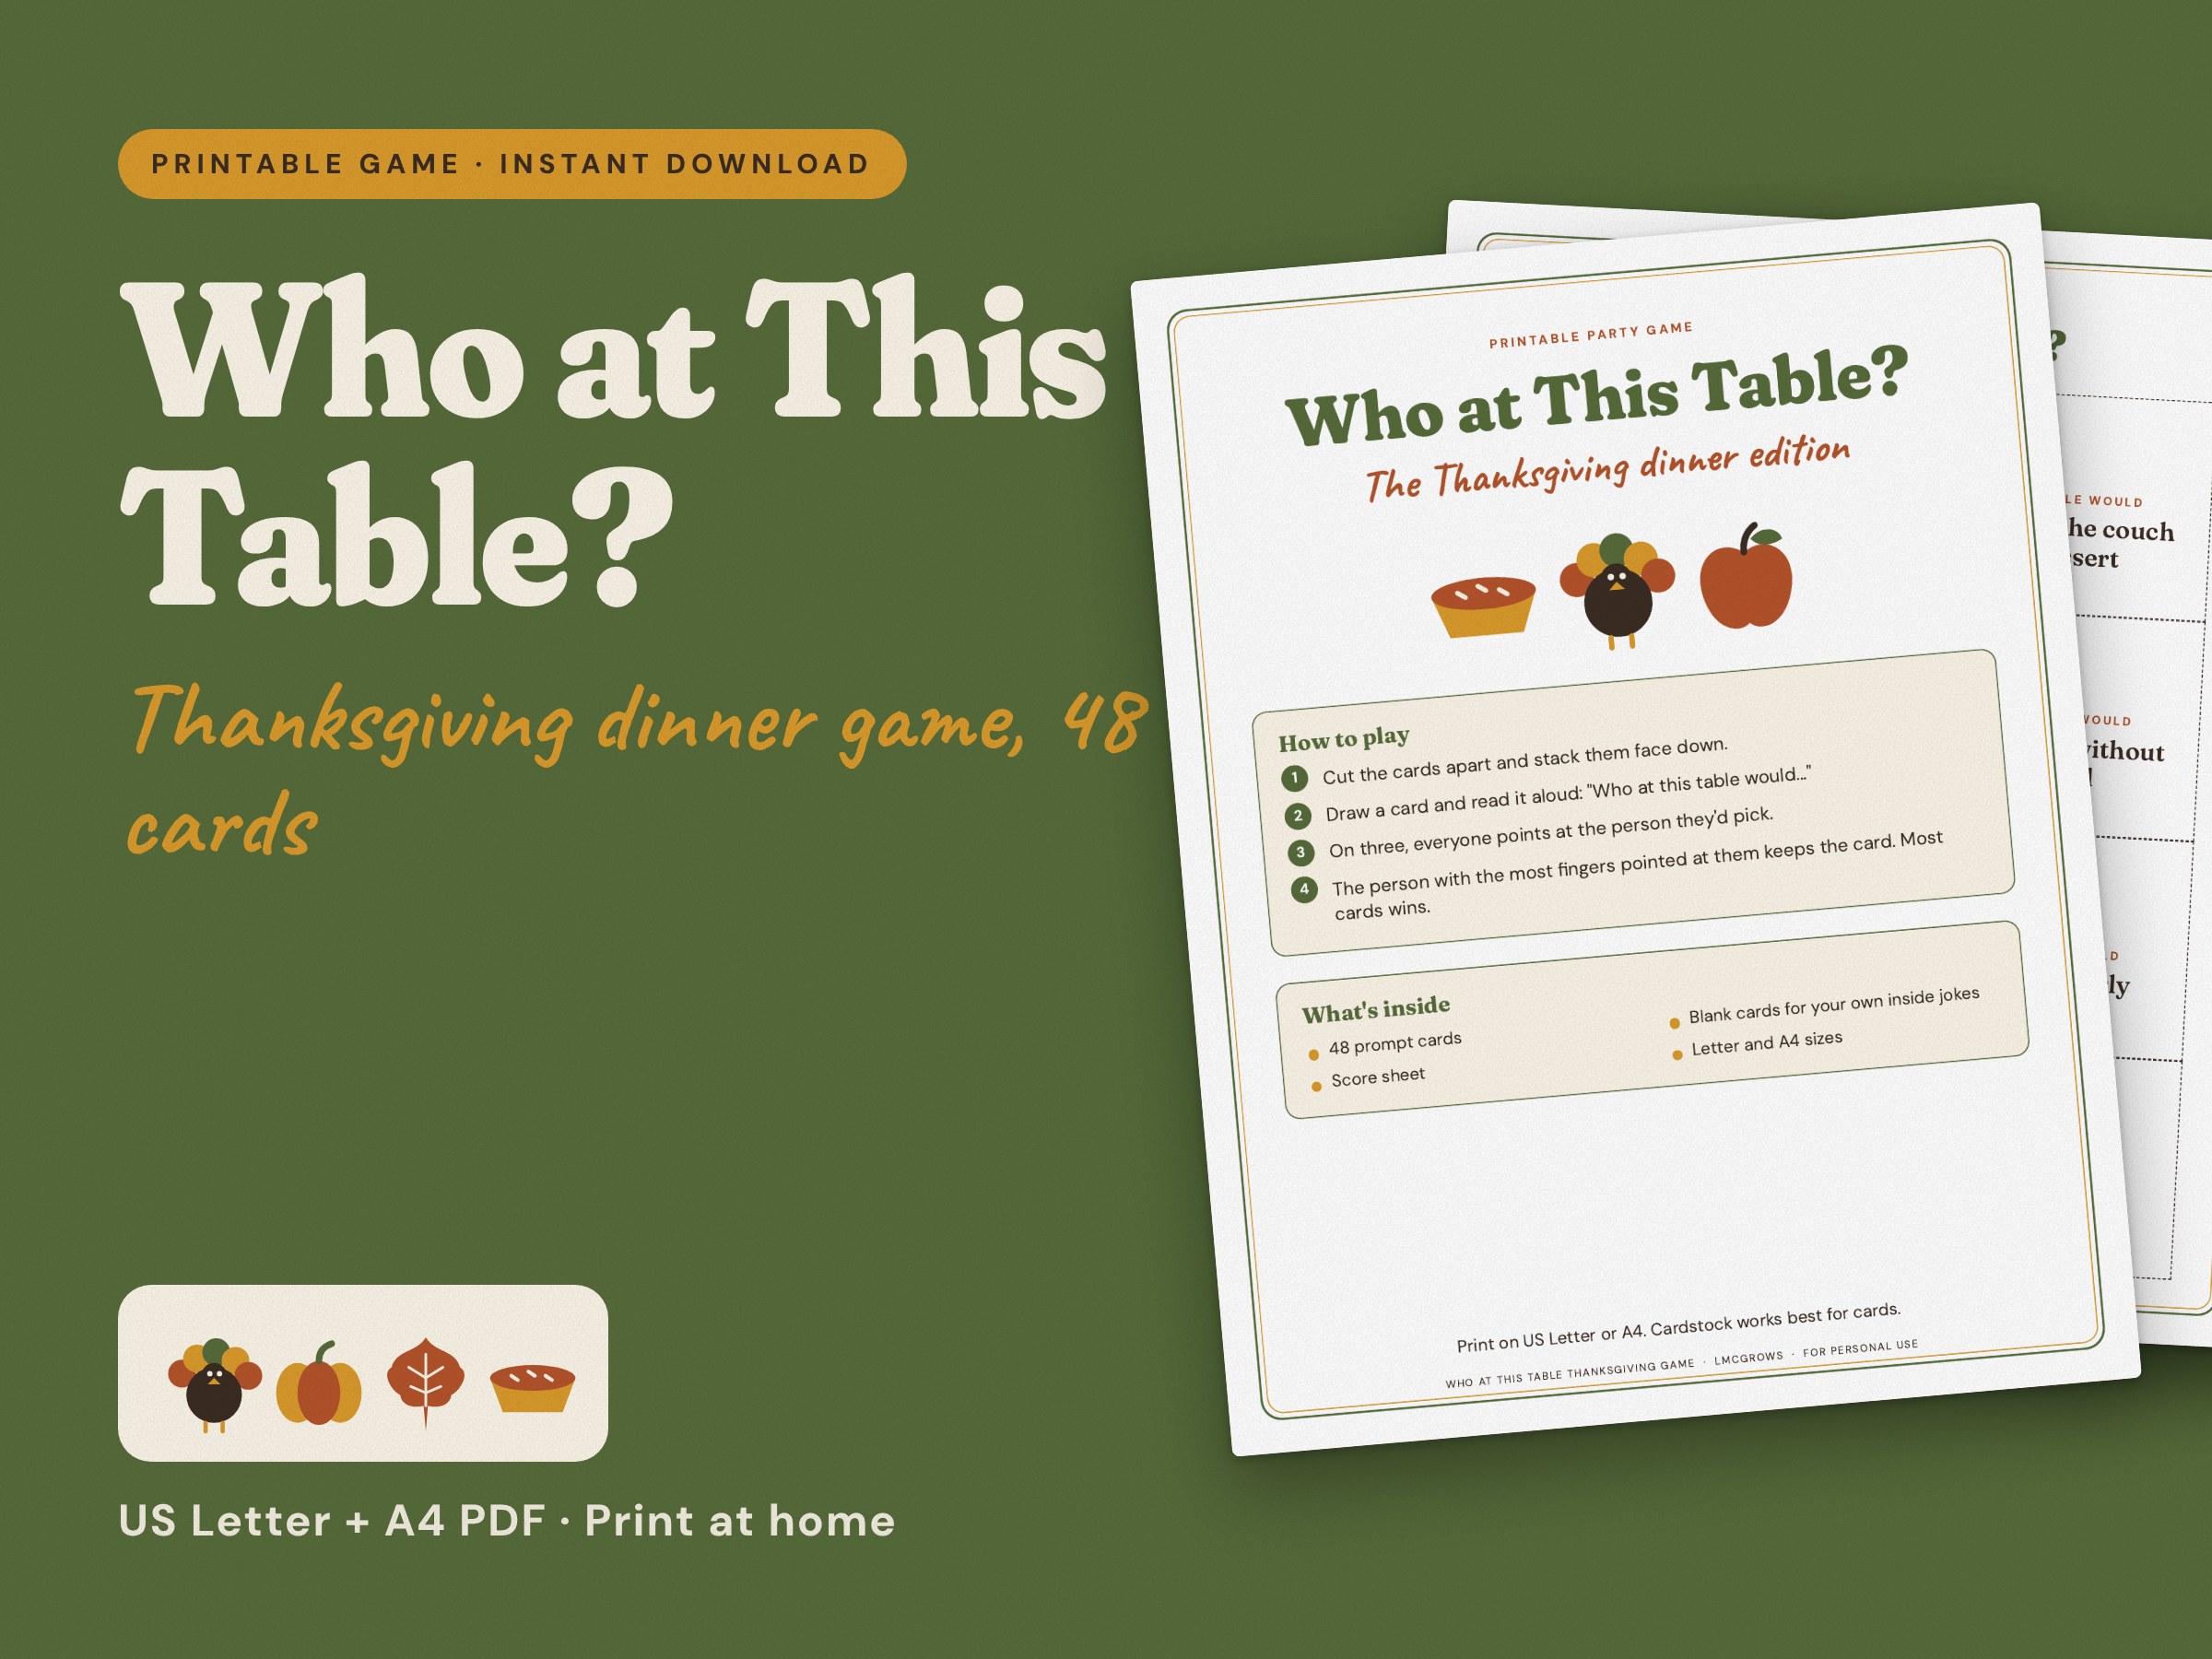 PRINTABLE GAME · INSTANT DOWNLOAD
Who at This
Table?
Thanksgiving dinner game, 48
cards
US Letter + A4 PDF · Print at home
PRINTABLE PARTY GAME
Who at This Table?
The Thanksgiving dinner edition
How to play
1 Cut the cards apart and stack them face down.
2 Draw a card and read it aloud: "Who at this table would..."
3 On three, everyone points at the person they'd pick.
4 The person with the most fingers pointed at them keeps the card. Most
cards wins.
What's inside
48 prompt cards
Score sheet
Blank cards for your own inside jokes
Letter and A4 sizes
Print on US Letter or A4. Cardstock works best for cards.
WHO AT THIS TABLE THANKSGIVING GAME · LMCGROWS · FOR PERSONAL USE
?
WOULD
couch